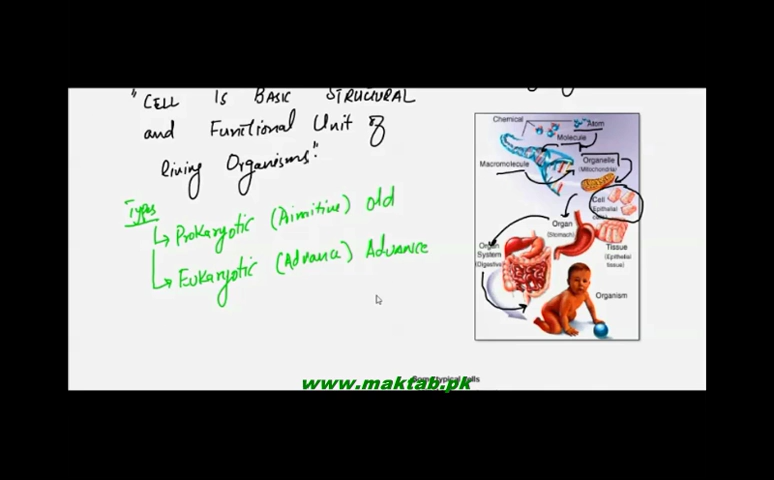 "CELL IS BASIC STRUCTURAL
and Functional Unit of
living Organisms"
Types
Prokaryotic (Primitive) Old
Eukaryotic (Advance) Advance
Chemical
Atom
Molecule
Macromolecule
Organelle
(Mitochondria)
Cell
(Epithelial
Organ
(Stomach)
Tissue
(Epithelial
tissue)
Organ
System
(Digestive)
Organism
www.maktab.pk